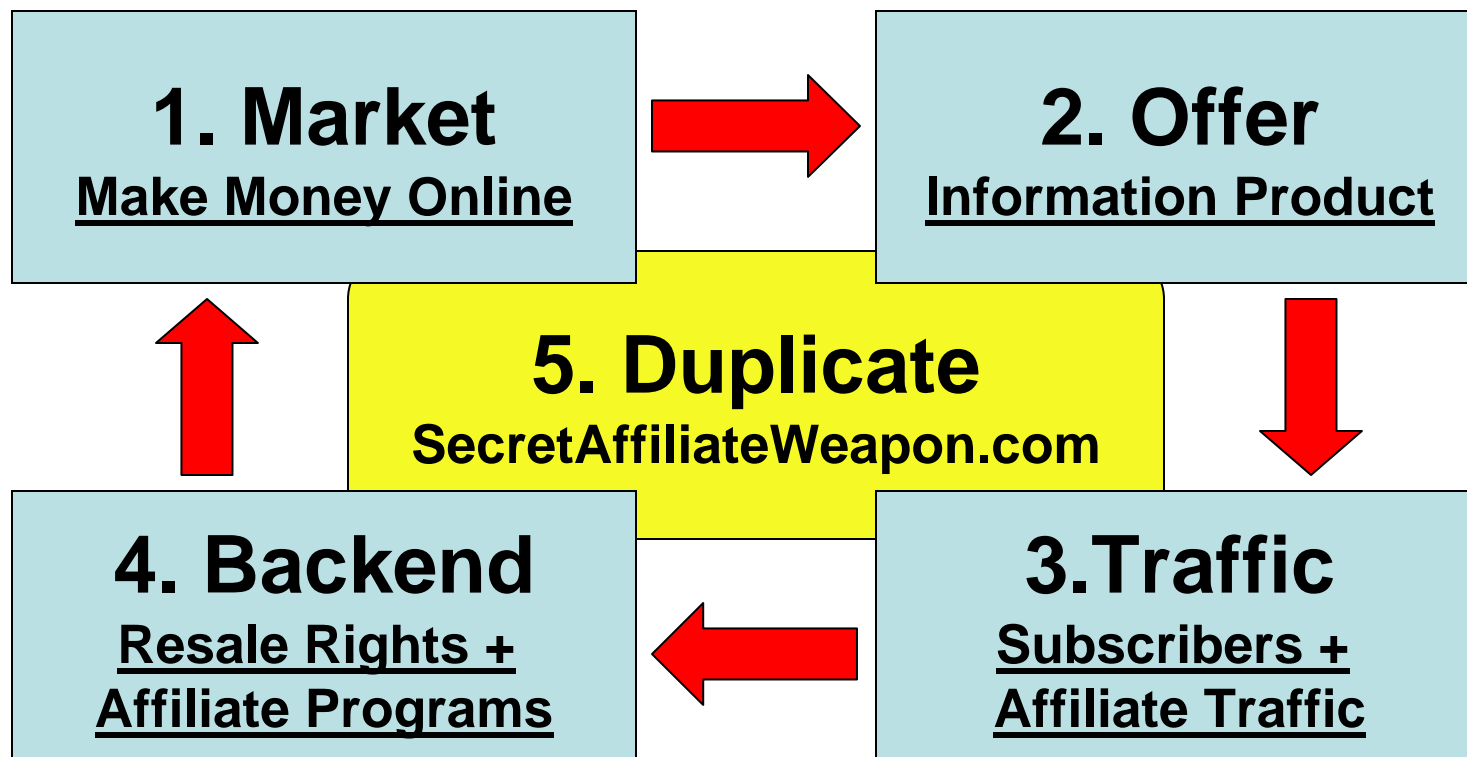 1. Market
Make Money Online
2. Offer
Information Product
5. Duplicate
SecretAffiliateWeapon.com
4. Backend
Resale Rights +
Affiliate Programs
3.Traffic
Subscribers +
Affiliate Traffic